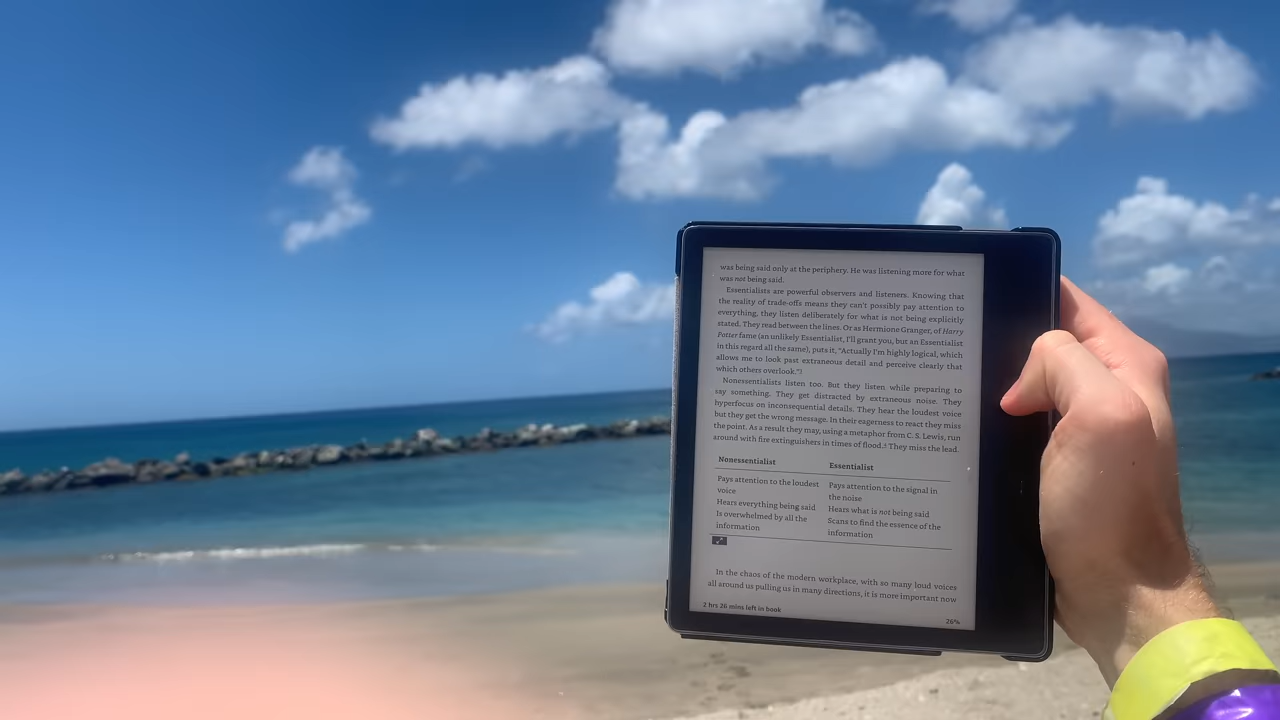 was being said only at the periphery. He was listening more for what
was not being said.
Essentialists are powerful observers and listeners. Knowing that
the reality of trade-offs means they can't possibly pay attention to
everything, they listen deliberately for what is not being explicitly
stated. They read between the lines. Or as Hermione Granger, of Harry
Potter fame (an unlikely Essentialist, I'll grant you, but an Essentialist
in this regard all the same), puts it, "Actually I'm highly logical, which
allows me to look past extraneous detail and perceive clearly that
which others overlook."³
Nonessentialists listen too. But they listen while preparing to
say something. They get distracted by extraneous noise. They
hyperfocus on inconsequential details. They hear the loudest voice
but they get the wrong message. In their eagerness to react they miss
the point. As a result they may, using a metaphor from C. S. Lewis, run
around with fire extinguishers in times of flood.⁴ They miss the lead.
Nonessentialist Essentialist
Pays attention to the loudest Pays attention to the signal in
voice the noise
Hears everything being said Hears what is not being said
Is overwhelmed by all the Scans to find the essence of the
information information
In the chaos of the modern workplace, with so many loud voices
all around us pulling us in many directions, it is more important now
2 hrs 26 mins left in book 26%